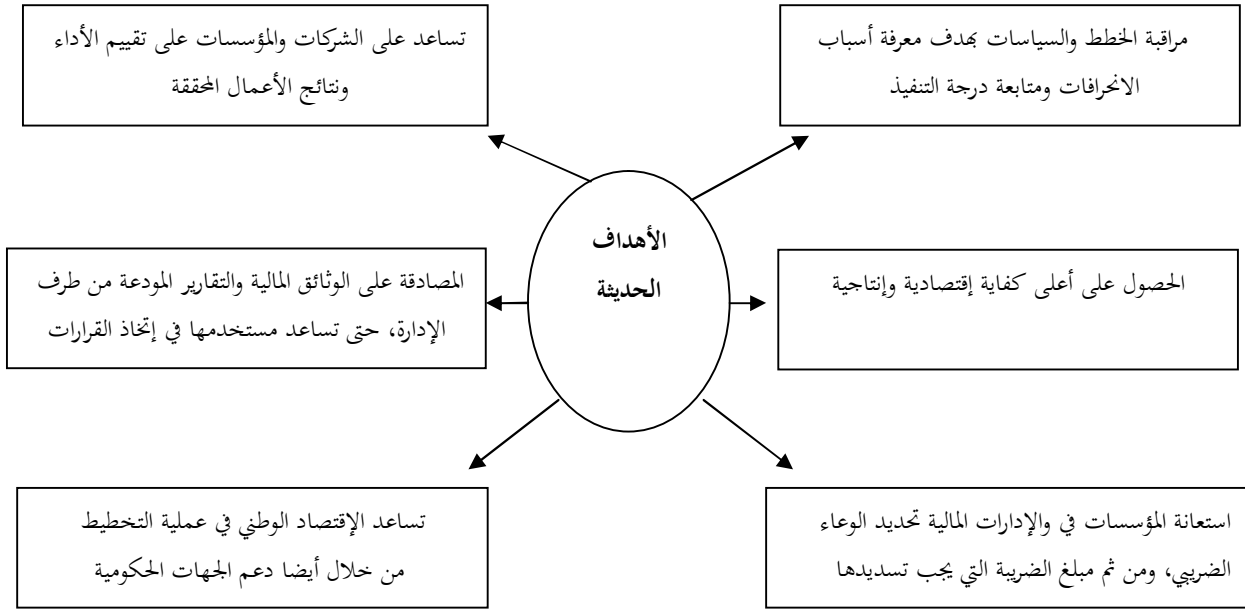 مراقبة الخطط والسياسات بهدف معرفة أسباب
الانحرافات ومتابعة درجة التنفيذ
تساعد على الشركات والمؤسسات على تقييم الأداء
ونتائج الأعمال المحققة
الأهداف
الحديثة
الحصول على أعلى كفاية إقتصادية وإنتاجية
المصادقة على الوثائق المالية والتقارير المودعة من طرف
الإدارة، حتى تساعد مستخدمها في إتخاذ القرارات
استعانة المؤسسات في والإدارات المالية تحديد الوعاء
الضريبي، ومن ثم مبلغ الضريبة التي يجب تسديدها
تساعد الإقتصاد الوطني في عملية التخطيط
من خلال أيضا دعم الجهات الحكومية